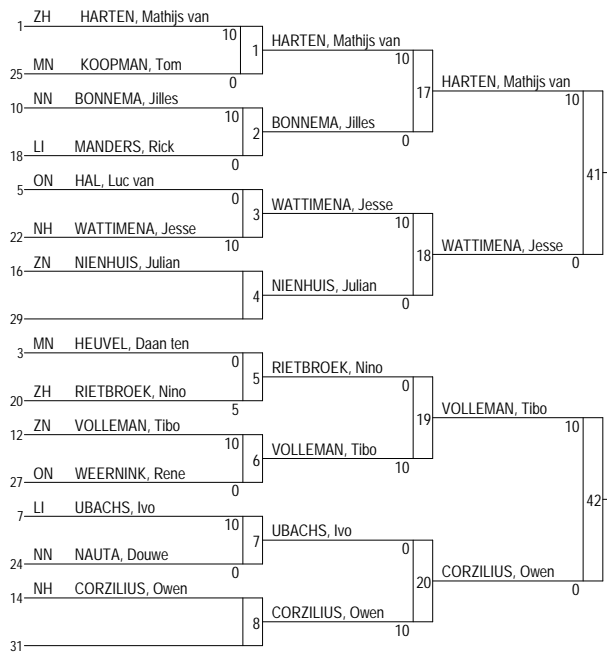 1 ZH HARTEN, Mathijs van
10 1 HARTEN, Mathijs van
25 MN KOOPMAN, Tom 10 HARTEN, Mathijs van
0 17 10
10 NN BONNEMA, Jilles
10 2 BONNEMA, Jilles
18 LI MANDERS, Rick 0
0 41
5 ON HAL, Luc van
0 3 WATTIMENA, Jesse
22 NH WATTIMENA, Jesse 10
10 18 WATTIMENA, Jesse
16 ZN NIENHUIS, Julian 0
4 NIENHUIS, Julian
29 0
3 MN HEUVEL, Daan ten
0 5 RIETBROEK, Nino
20 ZH RIETBROEK, Nino 0
5 19 VOLLEMAN, Tibo
12 ZN VOLLEMAN, Tibo 10
10 6 VOLLEMAN, Tibo
27 ON WEERNINK, Rene 10
0 42
7 LI UBACHS, Ivo
10 7 UBACHS, Ivo
24 NN NAUTA, Douwe 0
0 20 CORZILIUS, Owen
14 NH CORZILIUS, Owen 0
8 CORZILIUS, Owen
31 10